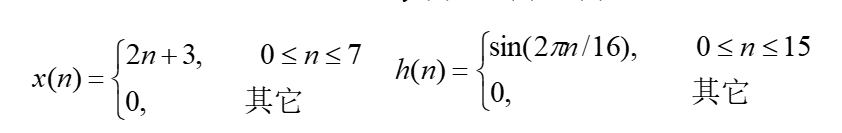 x(n) = {2n+3, 0 ≤ n ≤ 7 h(n) = {sin(2πn/16), 0 ≤ n ≤ 15
0, 其它 0, 其它